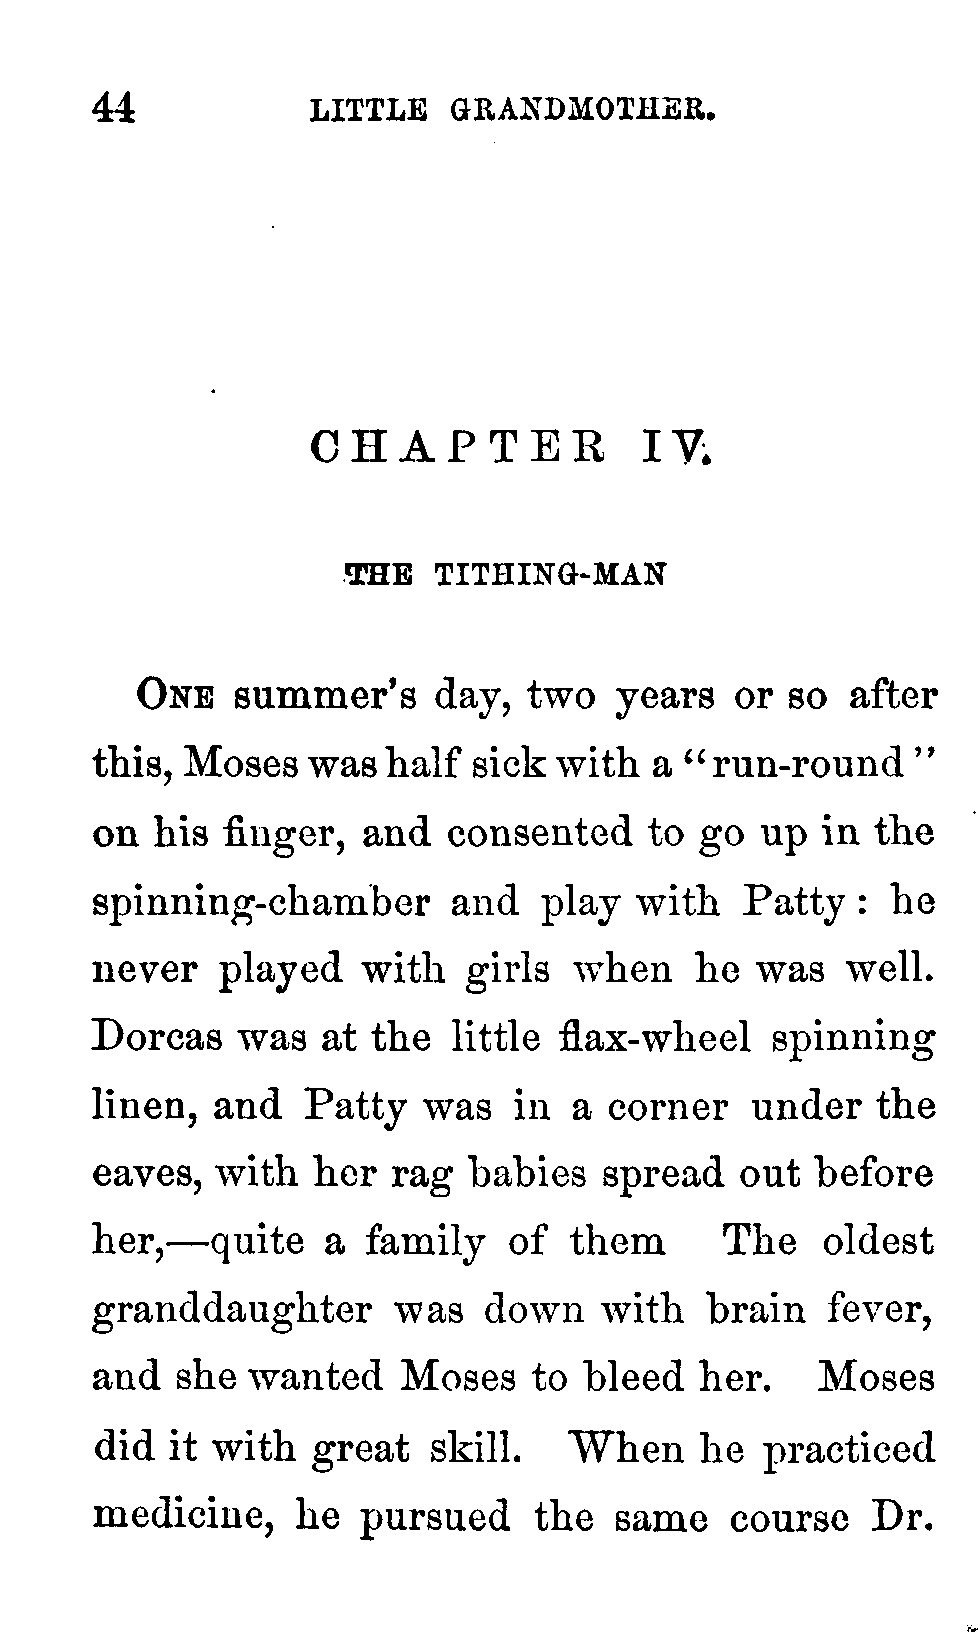 44 LITTLE GRANDMOTHER.
CHAPTER IV.
THE TITHING-MAN
ONE summer's day, two years or so after
this, Moses was half sick with a "run-round"
on his finger, and consented to go up in the
spinning-chamber and play with Patty: he
never played with girls when he was well.
Dorcas was at the little flax-wheel spinning
linen, and Patty was in a corner under the
eaves, with her rag babies spread out before
her,—quite a family of them The oldest
granddaughter was down with brain fever,
and she wanted Moses to bleed her. Moses
did it with great skill. When he practiced
medicine, he pursued the same course Dr.